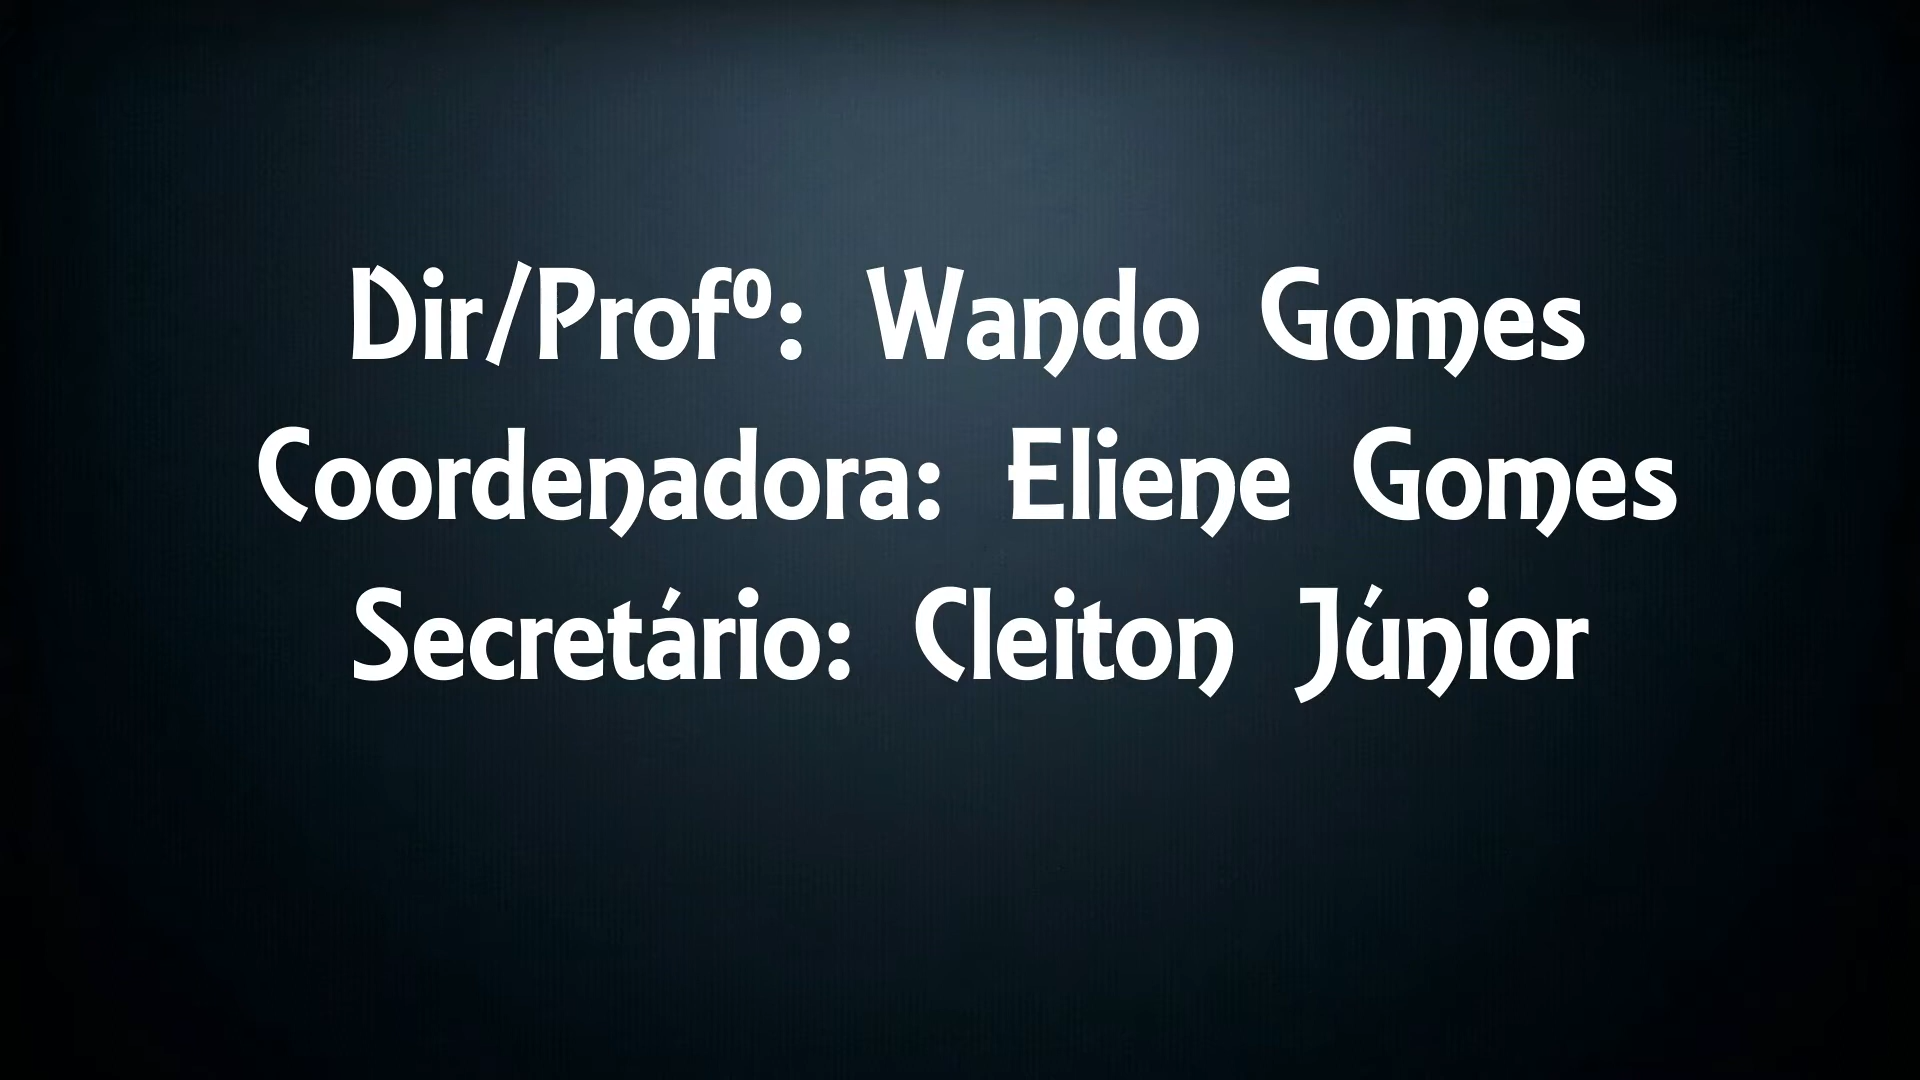 Dir/Profº: Wando Gomes
Coordenadora: Eliene Gomes
Secretário: Cleiton Júnior